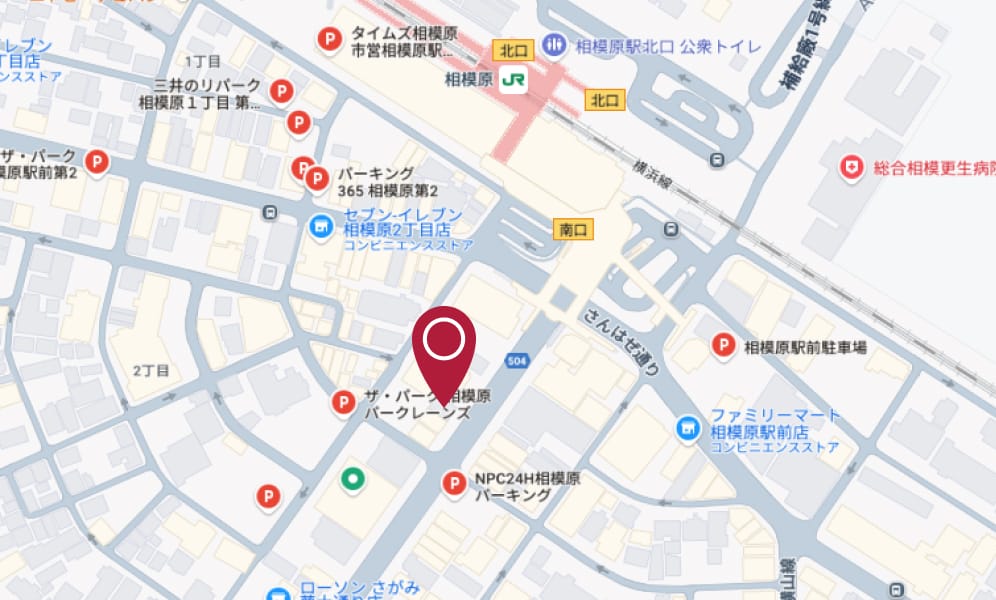 タイムズ相模原
市営相模原駅...
北口
相模原駅北口 公衆トイレ
相模原
JR
北口
補給廠1号線
レブン
丁目店
ンスストア
1丁目
三井のリパーク
相模原1丁目 第...
ザ・パーク
模原駅前第2
パーキング
365 相模原第2
横浜線
総合相模更生病院
セブン-イレブン
相模原2丁目店
コンビニエンスストア
南口
さんはぜ通り
504
相模原駅前駐車場
2丁目
ザ・パーク相模原
パークレーンズ
ファミリーマート
相模原駅前店
コンビニエンスストア
NPC24H相模原
パーキング
横山線
ローソン さがみ